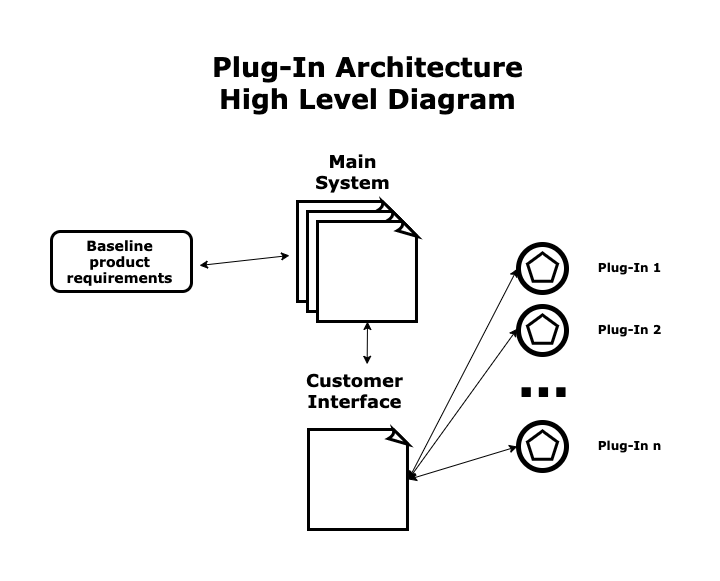 Plug-In Architecture
High Level Diagram
Main
System
Baseline
product
requirements
Plug-In 1
Plug-In 2
...
Customer
Interface
Plug-In n